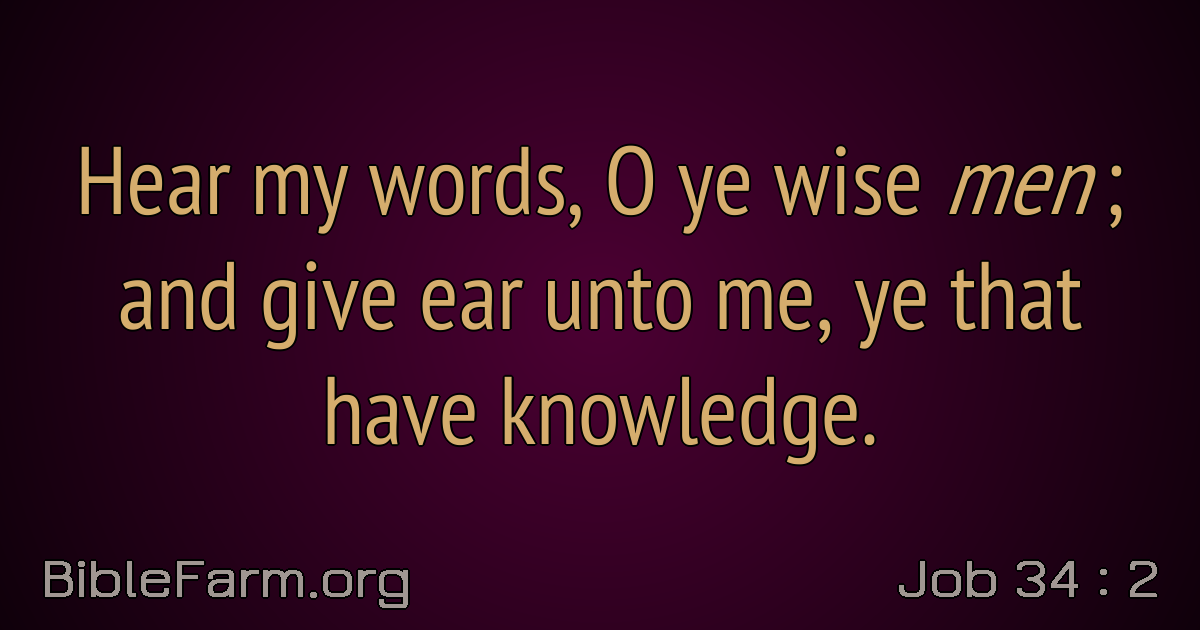 Hear my words, O ye wise men;
and give ear unto me, ye that
have knowledge.
BibleFarm.org
Job 34 : 2